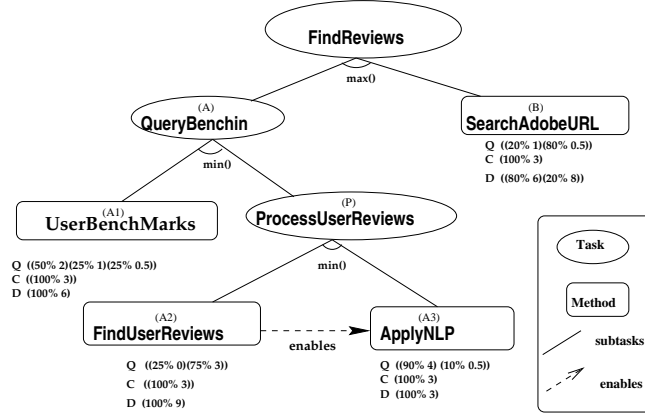 FindReviews
max()
(A)
QueryBenchin
(B)
SearchAdobeURL
Q ((20% 1)(80% 0.5))
C (100% 3)
D ((80% 6)(20% 8))
min()
(A1)
UserBenchMarks
Q ((50% 2)(25% 1)(25% 0.5))
C ((100% 3))
D (100% 6)
(P)
ProcessUserReviews
min()
(A2)
FindUserReviews
Q ((25% 0)(75% 3))
C ((100% 3))
D (100% 9)
enables
(A3)
ApplyNLP
Q ((90% 4) (10% 0.5))
C (100% 3)
D (100% 3)
Task
Method
subtasks
enables